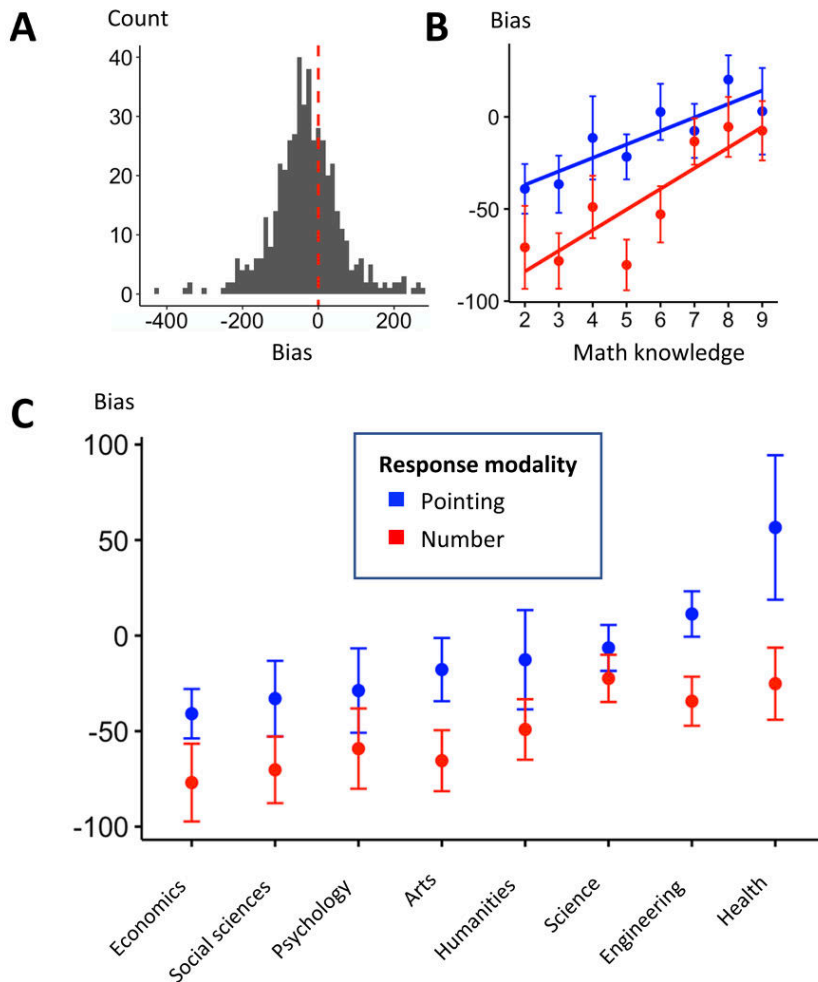 A
Count
40
30
20
10
0
-400 -200 0 200
Bias
B
Bias
0
-50
-100
2 3 4 5 6 7 8 9
Math knowledge
C
Bias
100
50
0
-50
-100
Response modality
Pointing
Number
Economics
Social sciences
Psychology
Arts
Humanities
Science
Engineering
Health